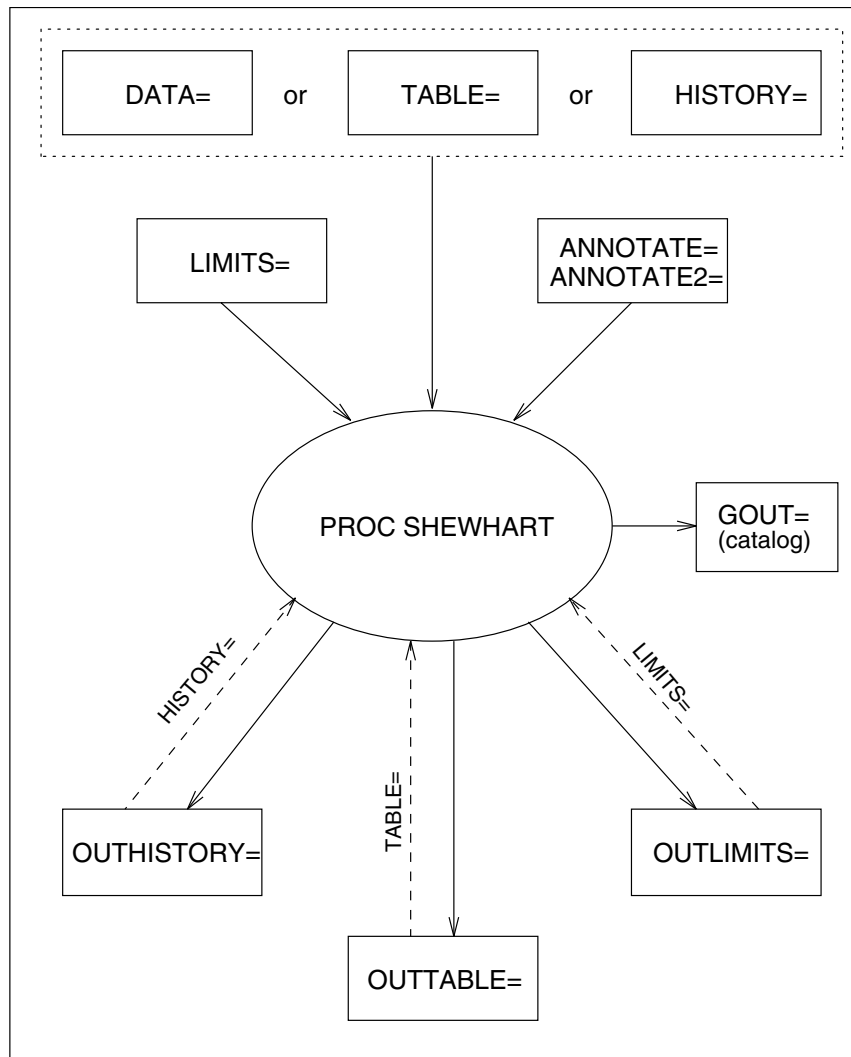 DATA= or TABLE= or HISTORY=
LIMITS=
ANNOTATE=
ANNOTATE2=
PROC SHEWHART
GOUT=
(catalog)
HISTORY=
TABLE=
LIMITS=
OUTHISTORY=
OUTLIMITS=
OUTTABLE=